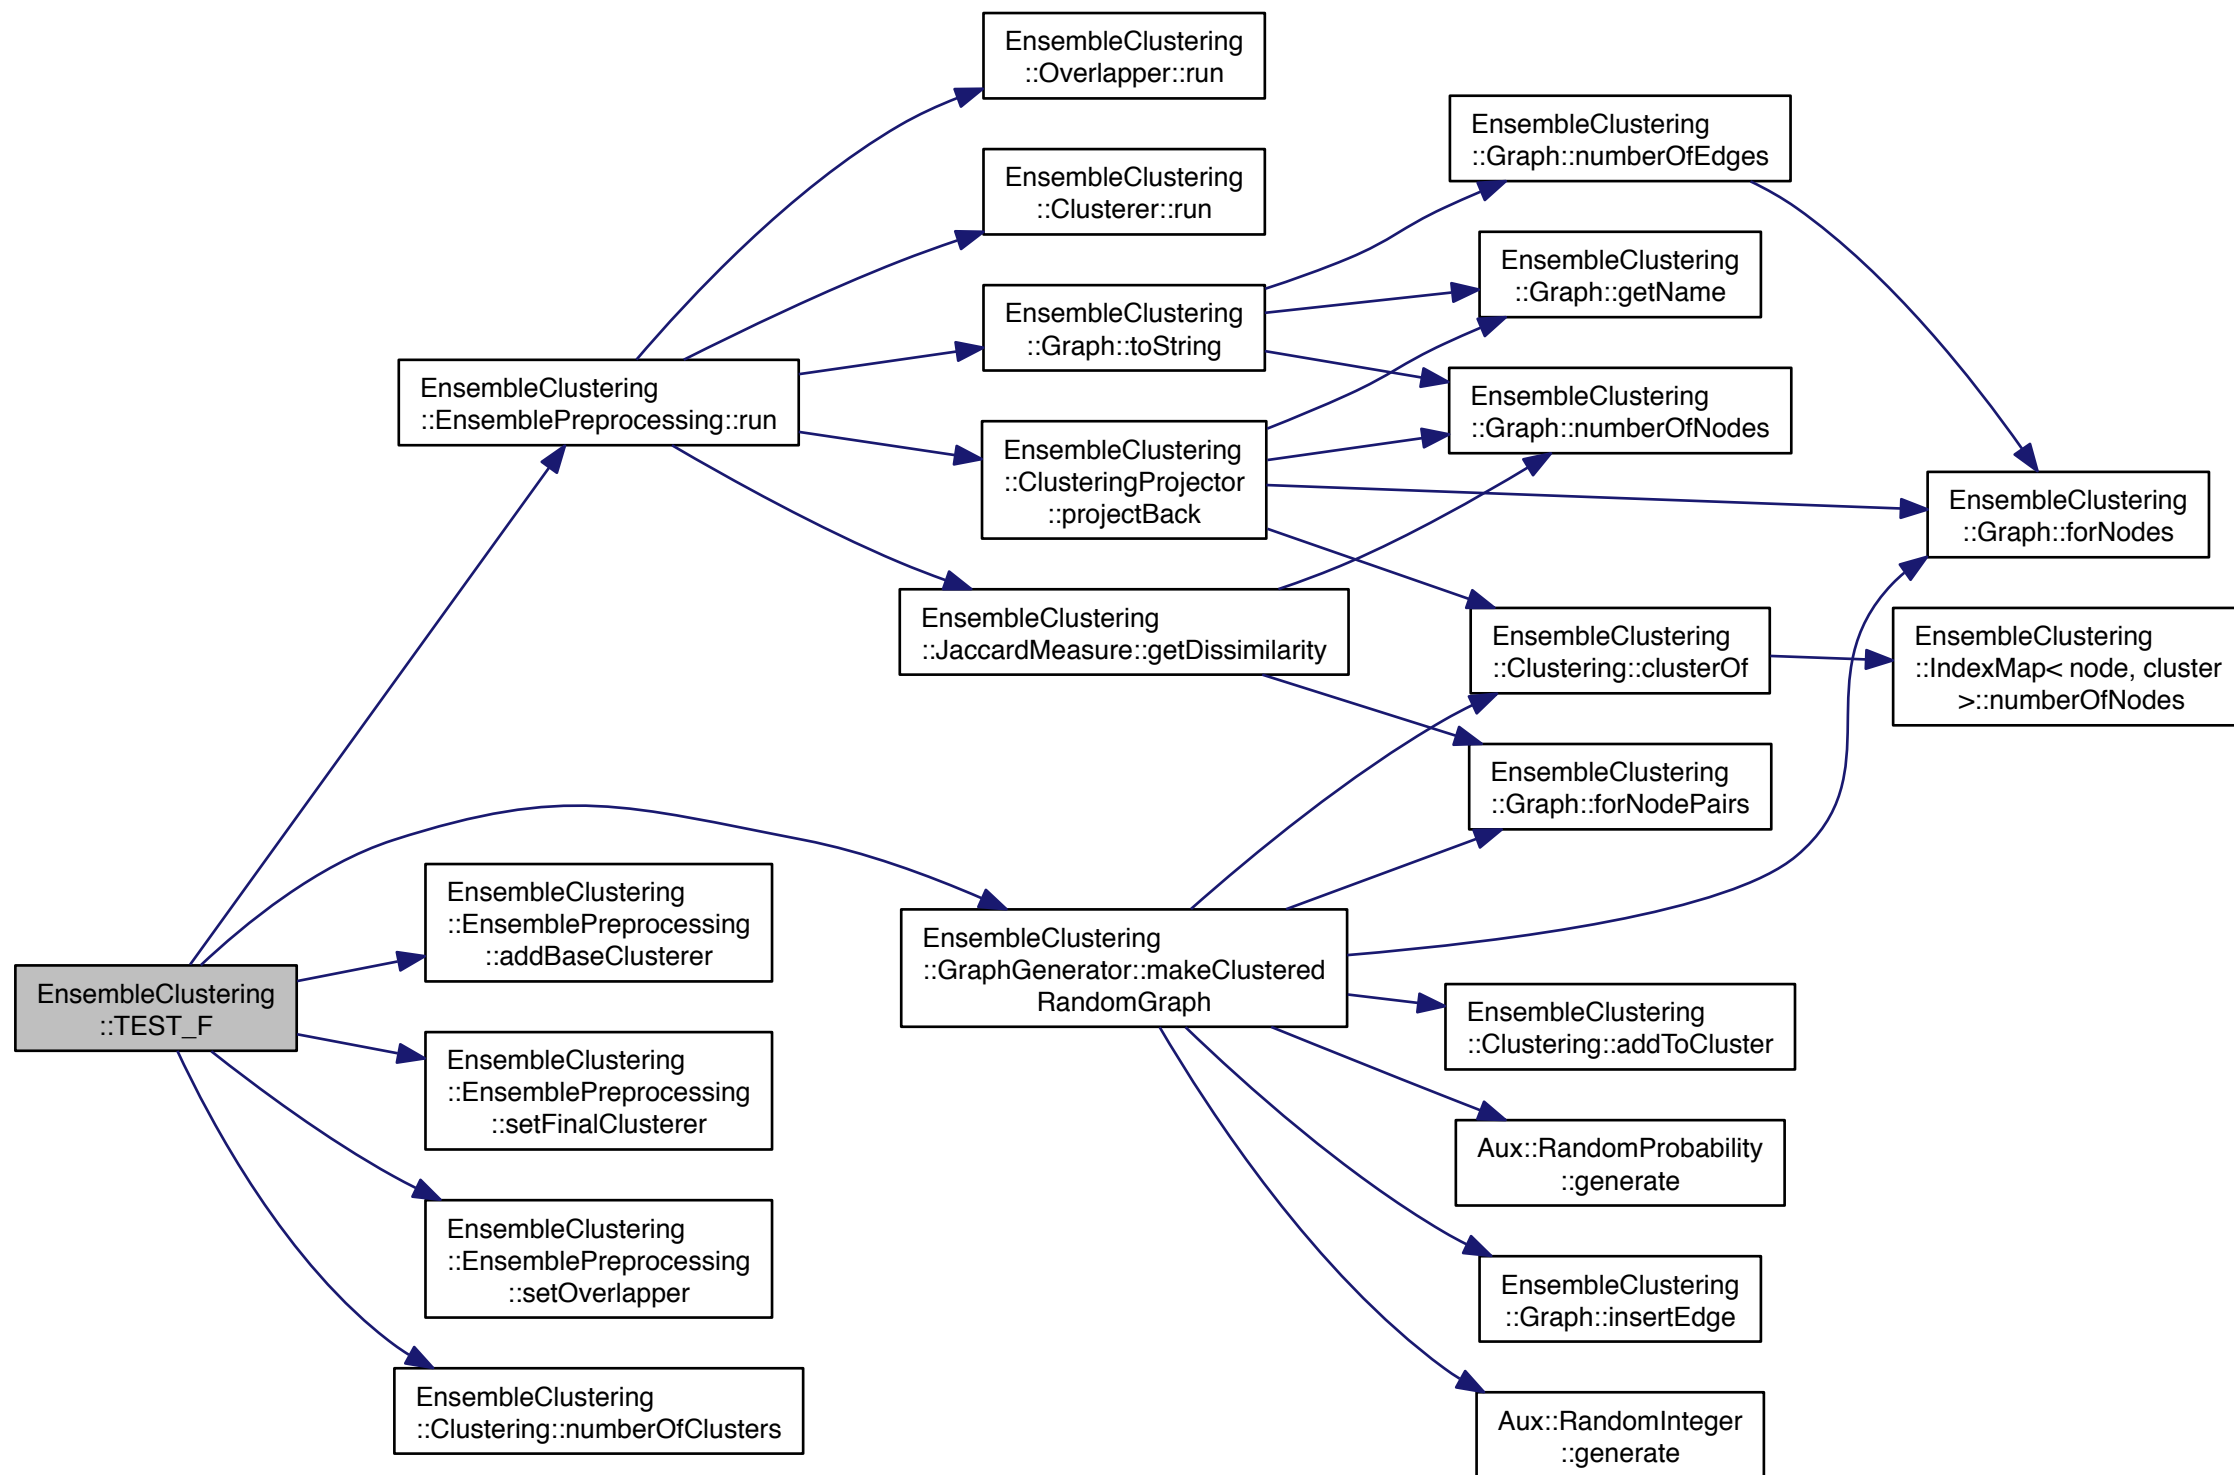 EnsembleClustering
::Overlapper::run
EnsembleClustering
::Clusterer::run
EnsembleClustering
::Graph::toString
EnsembleClustering
::ClusteringProjector
::projectBack
EnsembleClustering
::JaccardMeasure::getDissimilarity
EnsembleClustering
::EnsemblePreprocessing::run
EnsembleClustering
::Graph::numberOfEdges
EnsembleClustering
::Graph::getName
EnsembleClustering
::Graph::numberOfNodes
EnsembleClustering
::Graph::forNodes
EnsembleClustering
::Clustering::clusterOf
EnsembleClustering
::IndexMap< node, cluster
>::numberOfNodes
EnsembleClustering
::Graph::forNodePairs
EnsembleClustering
::TEST_F
EnsembleClustering
::EnsemblePreprocessing
::addBaseClusterer
EnsembleClustering
::EnsemblePreprocessing
::setFinalClusterer
EnsembleClustering
::EnsemblePreprocessing
::setOverlapper
EnsembleClustering
::Clustering::numberOfClusters
EnsembleClustering
::GraphGenerator::makeClustered
RandomGraph
EnsembleClustering
::Clustering::addToCluster
Aux::RandomProbability
::generate
EnsembleClustering
::Graph::insertEdge
Aux::RandomInteger
::generate